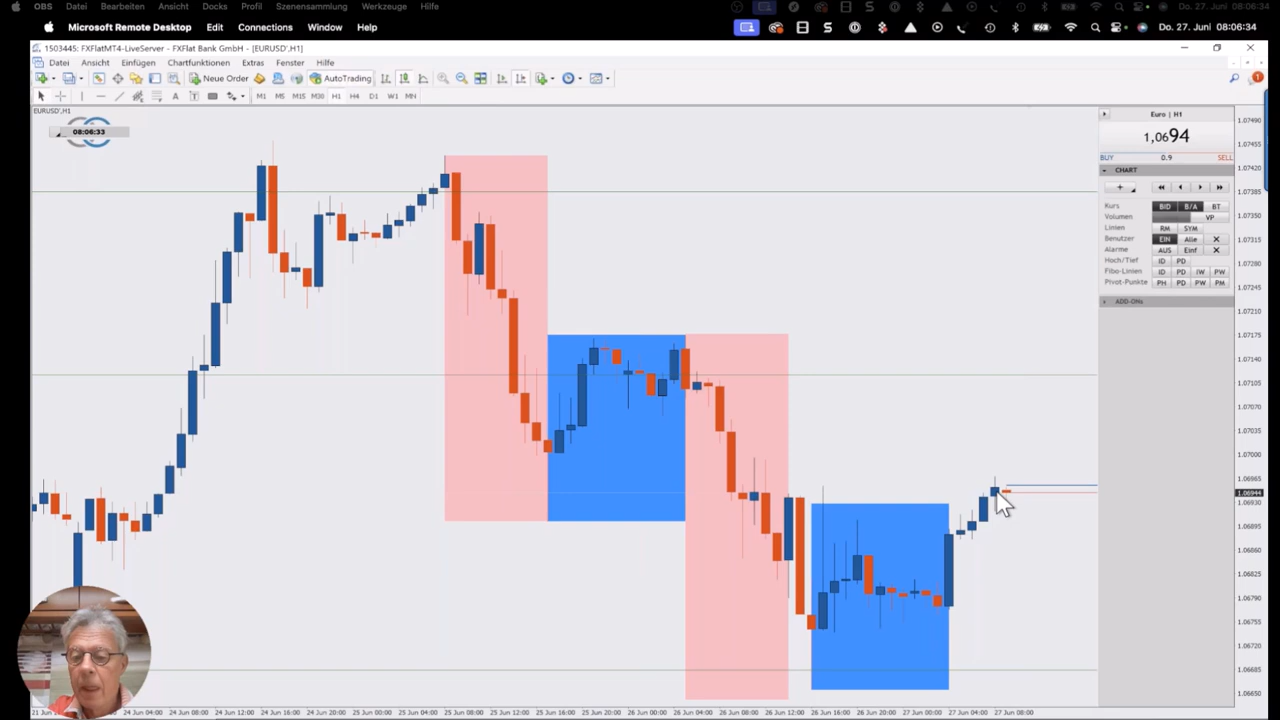 OBS Datei Bearbeiten Ansicht Docks Profil Szenensammlung Werkzeuge Hilfe Do. 27. Juni 08:06:34
Microsoft Remote Desktop Edit Connections Window Help Do. 27. Juni 08:06:34
1503445: FXFlatMT4-LiveServer - FXFlat Bank GmbH - [EURUSD',H1]
Datei Ansicht Einfügen Chartfunktionen Extras Fenster Hilfe
Neue Order AutoTrading
1
A T M1 M5 M15 M30 H1 H4 D1 W1 MN
EURUSD',H1
08:06:33
Euro | H1
1,0694
BUY 0.9 SELL
CHART
Kurs BID B/A BT
Volumen VP
Linien RM SYM
Benutzer EIN Alle
Alarme AUS Einf
Hoch/Tief ID PD
Fibo-Linien ID PD IW PW
Pivot-Punkte PH PD PW PM
ADD-ONs
1.07490
1.07455
1.07420
1.07385
1.07350
1.07315
1.07280
1.07245
1.07210
1.07175
1.07140
1.07105
1.07070
1.07035
1.07000
1.06965
1.06944
1.06930
1.06895
1.06860
1.06825
1.06790
1.06755
1.06720
1.06685
1.06650
24 Jun 04:00 24 Jun 08:00 24 Jun 12:00 24 Jun 16:00 24 Jun 20:00 25 Jun 00:00 25 Jun 04:00 25 Jun 08:00 25 Jun 12:00 25 Jun 16:00 25 Jun 20:00 26 Jun 00:00 26 Jun 04:00 26 Jun 08:00 26 Jun 12:00 26 Jun 16:00 26 Jun 20:00 27 Jun 00:00 27 Jun 04:00 27 Jun 08:00